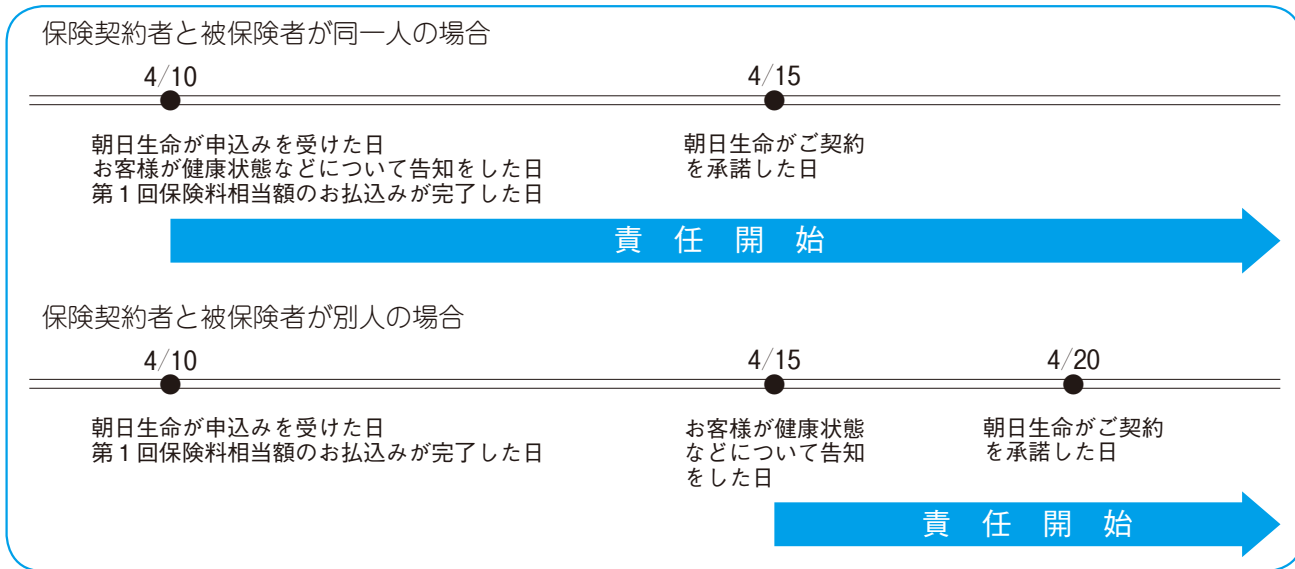 保険契約者と被保険者が同一人の場合
4/10
4/15
朝日生命が申込みを受けた日
お客様が健康状態などについて告知をした日
第1回保険料相当額のお払込みが完了した日
朝日生命がご契約
を承諾した日
責任開始
保険契約者と被保険者が別人の場合
4/10
4/15
4/20
朝日生命が申込みを受けた日
第1回保険料相当額のお払込みが完了した日
お客様が健康状態
などについて告知
をした日
朝日生命がご契約
を承諾した日
責任開始